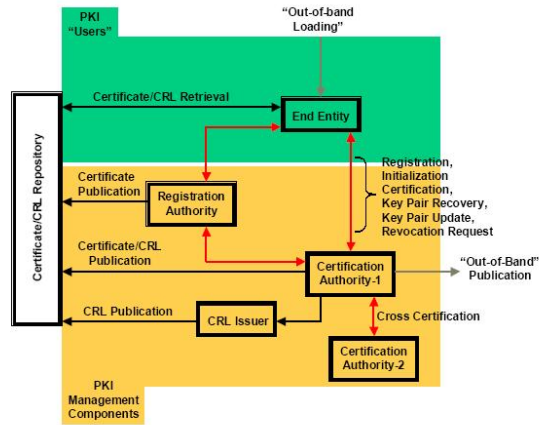 PKI
“Users”
“Out-of-band
Loading”
Certificate/CRL Retrieval
End Entity
Certificate/CRL Repository
Certificate
Publication
Registration
Authority
Registration,
Initialization
Certification,
Key Pair Recovery,
Key Pair Update,
Revocation Request
Certificate/CRL
Publication
Certification
Authority-1
“Out-of-Band”
Publication
CRL Publication
CRL Issuer
Cross Certification
Certification
Authority-2
PKI
Management
Components